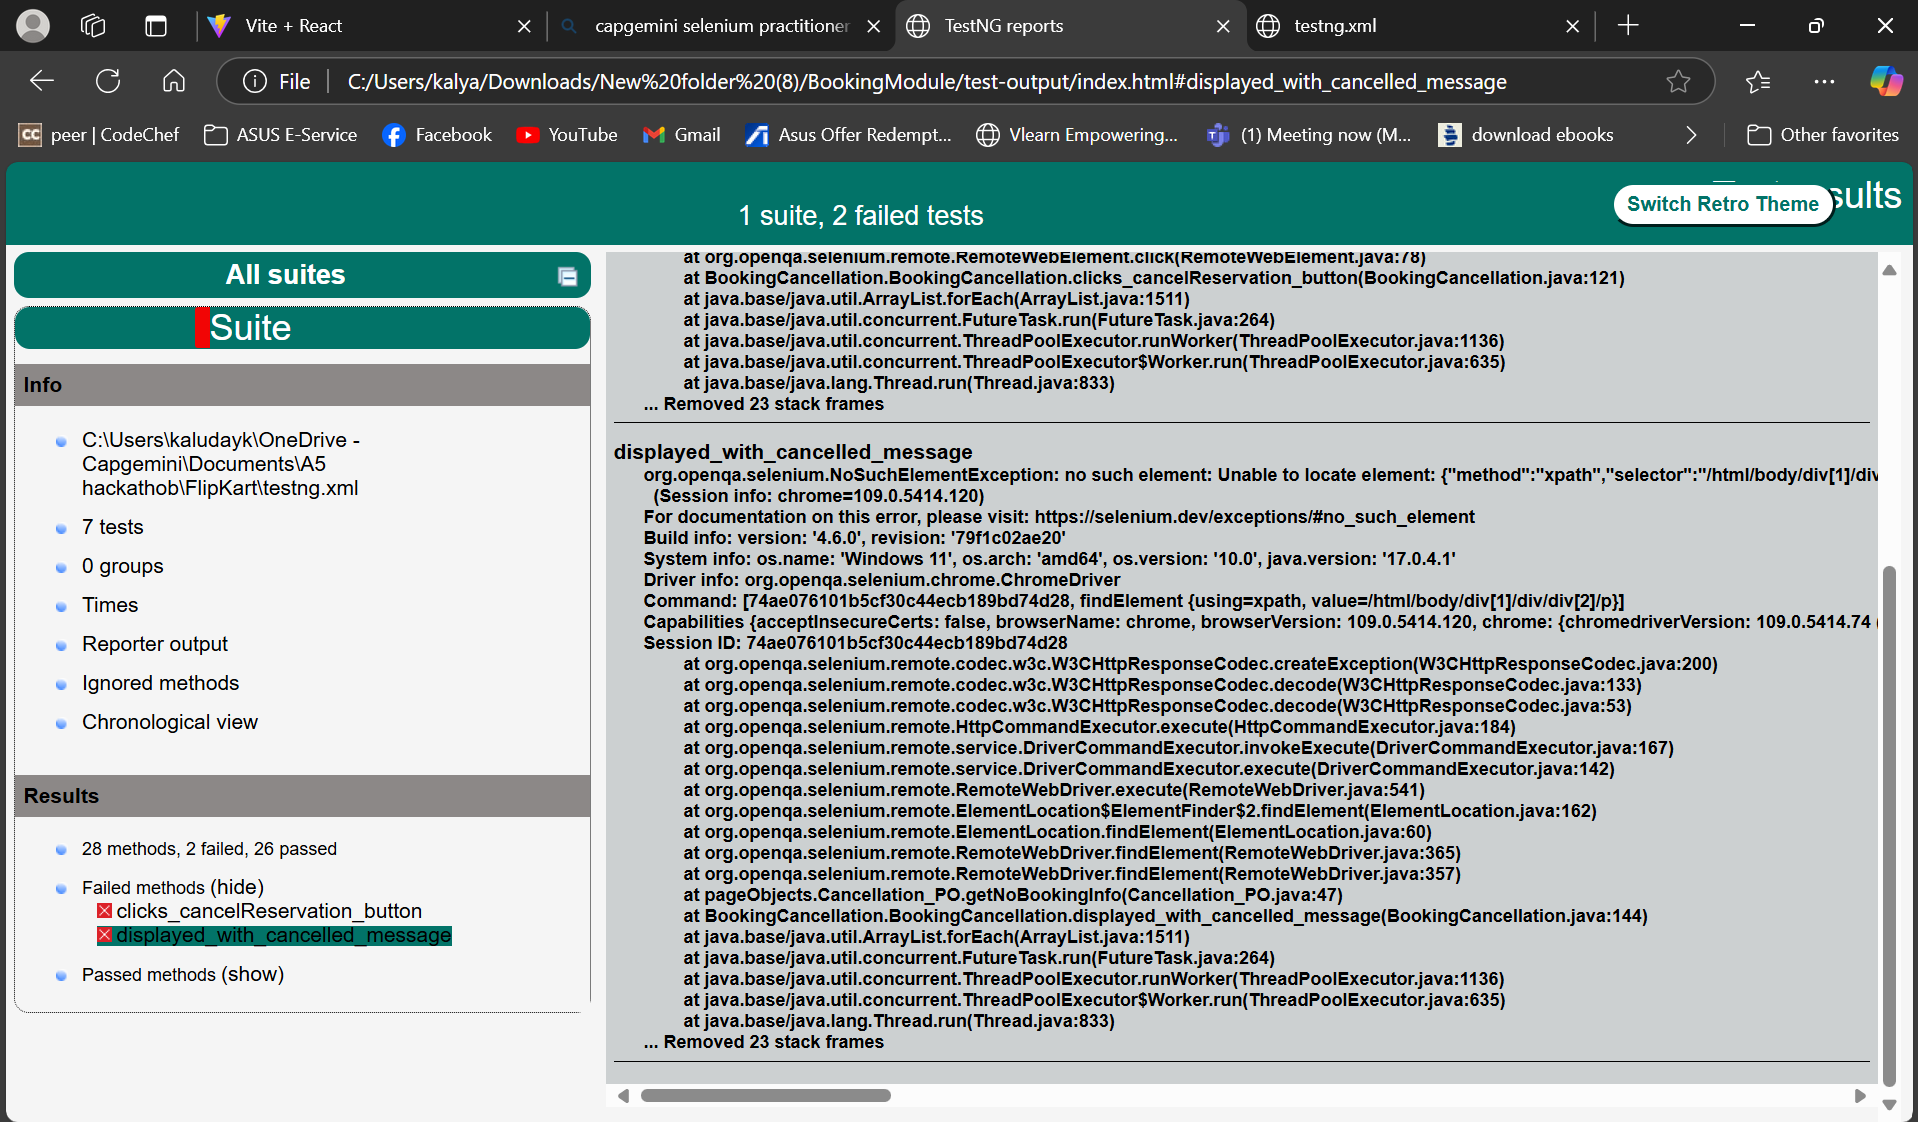 Vite + React
capgemini selenium practitioner
TestNG reports
testng.xml
File
C:/Users/kalya/Downloads/New%20folder%20(8)/BookingModule/test-output/index.html#displayed_with_cancelled_message
peer | CodeChef
ASUS E-Service
Facebook
YouTube
Gmail
Asus Offer Redempt...
Vlearn Empowering...
(1) Meeting now (M...
download ebooks
Other favorites
1 suite, 2 failed tests
Switch Retro Theme
sults
All suites
Suite
Info
C:\Users\kaludayk\OneDrive -
Capgemini\Documents\A5
hackathob\FlipKart\testng.xml
7 tests
0 groups
Times
Reporter output
Ignored methods
Chronological view
Results
28 methods, 2 failed, 26 passed
Failed methods (hide)
clicks_cancelReservation_button
displayed_with_cancelled_message
Passed methods (show)
at org.openqa.selenium.remote.RemoteWebElement.click(RemoteWebElement.java:78)
at BookingCancellation.BookingCancellation.clicks_cancelReservation_button(BookingCancellation.java:121)
at java.base/java.util.ArrayList.forEach(ArrayList.java:1511)
at java.base/java.util.concurrent.FutureTask.run(FutureTask.java:264)
at java.base/java.util.concurrent.ThreadPoolExecutor.runWorker(ThreadPoolExecutor.java:1136)
at java.base/java.util.concurrent.ThreadPoolExecutor$Worker.run(ThreadPoolExecutor.java:635)
at java.base/java.lang.Thread.run(Thread.java:833)
... Removed 23 stack frames
displayed_with_cancelled_message
org.openqa.selenium.NoSuchElementException: no such element: Unable to locate element: {"method":"xpath","selector":"/html/body/div[1]/div
(Session info: chrome=109.0.5414.120)
For documentation on this error, please visit: https://selenium.dev/exceptions/#no_such_element
Build info: version: '4.6.0', revision: '79f1c02ae20'
System info: os.name: 'Windows 11', os.arch: 'amd64', os.version: '10.0', java.version: '17.0.4.1'
Driver info: org.openqa.selenium.chrome.ChromeDriver
Command: [74ae076101b5cf30c44ecb189bd74d28, findElement {using=xpath, value=/html/body/div[1]/div/div[2]/p}]
Capabilities {acceptInsecureCerts: false, browserName: chrome, browserVersion: 109.0.5414.120, chrome: {chromedriverVersion: 109.0.5414.74 (
Session ID: 74ae076101b5cf30c44ecb189bd74d28
at org.openqa.selenium.remote.codec.w3c.W3CHttpResponseCodec.createException(W3CHttpResponseCodec.java:200)
at org.openqa.selenium.remote.codec.w3c.W3CHttpResponseCodec.decode(W3CHttpResponseCodec.java:133)
at org.openqa.selenium.remote.codec.w3c.W3CHttpResponseCodec.decode(W3CHttpResponseCodec.java:53)
at org.openqa.selenium.remote.HttpCommandExecutor.execute(HttpCommandExecutor.java:184)
at org.openqa.selenium.remote.service.DriverCommandExecutor.invokeExecute(DriverCommandExecutor.java:167)
at org.openqa.selenium.remote.service.DriverCommandExecutor.execute(DriverCommandExecutor.java:142)
at org.openqa.selenium.remote.RemoteWebDriver.execute(RemoteWebDriver.java:541)
at org.openqa.selenium.remote.ElementLocation$ElementFinder$2.findElement(ElementLocation.java:162)
at org.openqa.selenium.remote.ElementLocation.findElement(ElementLocation.java:60)
at org.openqa.selenium.remote.RemoteWebDriver.findElement(RemoteWebDriver.java:365)
at org.openqa.selenium.remote.RemoteWebDriver.findElement(RemoteWebDriver.java:357)
at pageObjects.Cancellation_PO.getNoBookingInfo(Cancellation_PO.java:47)
at BookingCancellation.BookingCancellation.displayed_with_cancelled_message(BookingCancellation.java:144)
at java.base/java.util.ArrayList.forEach(ArrayList.java:1511)
at java.base/java.util.concurrent.FutureTask.run(FutureTask.java:264)
at java.base/java.util.concurrent.ThreadPoolExecutor.runWorker(ThreadPoolExecutor.java:1136)
at java.base/java.util.concurrent.ThreadPoolExecutor$Worker.run(ThreadPoolExecutor.java:635)
at java.base/java.lang.Thread.run(Thread.java:833)
... Removed 23 stack frames